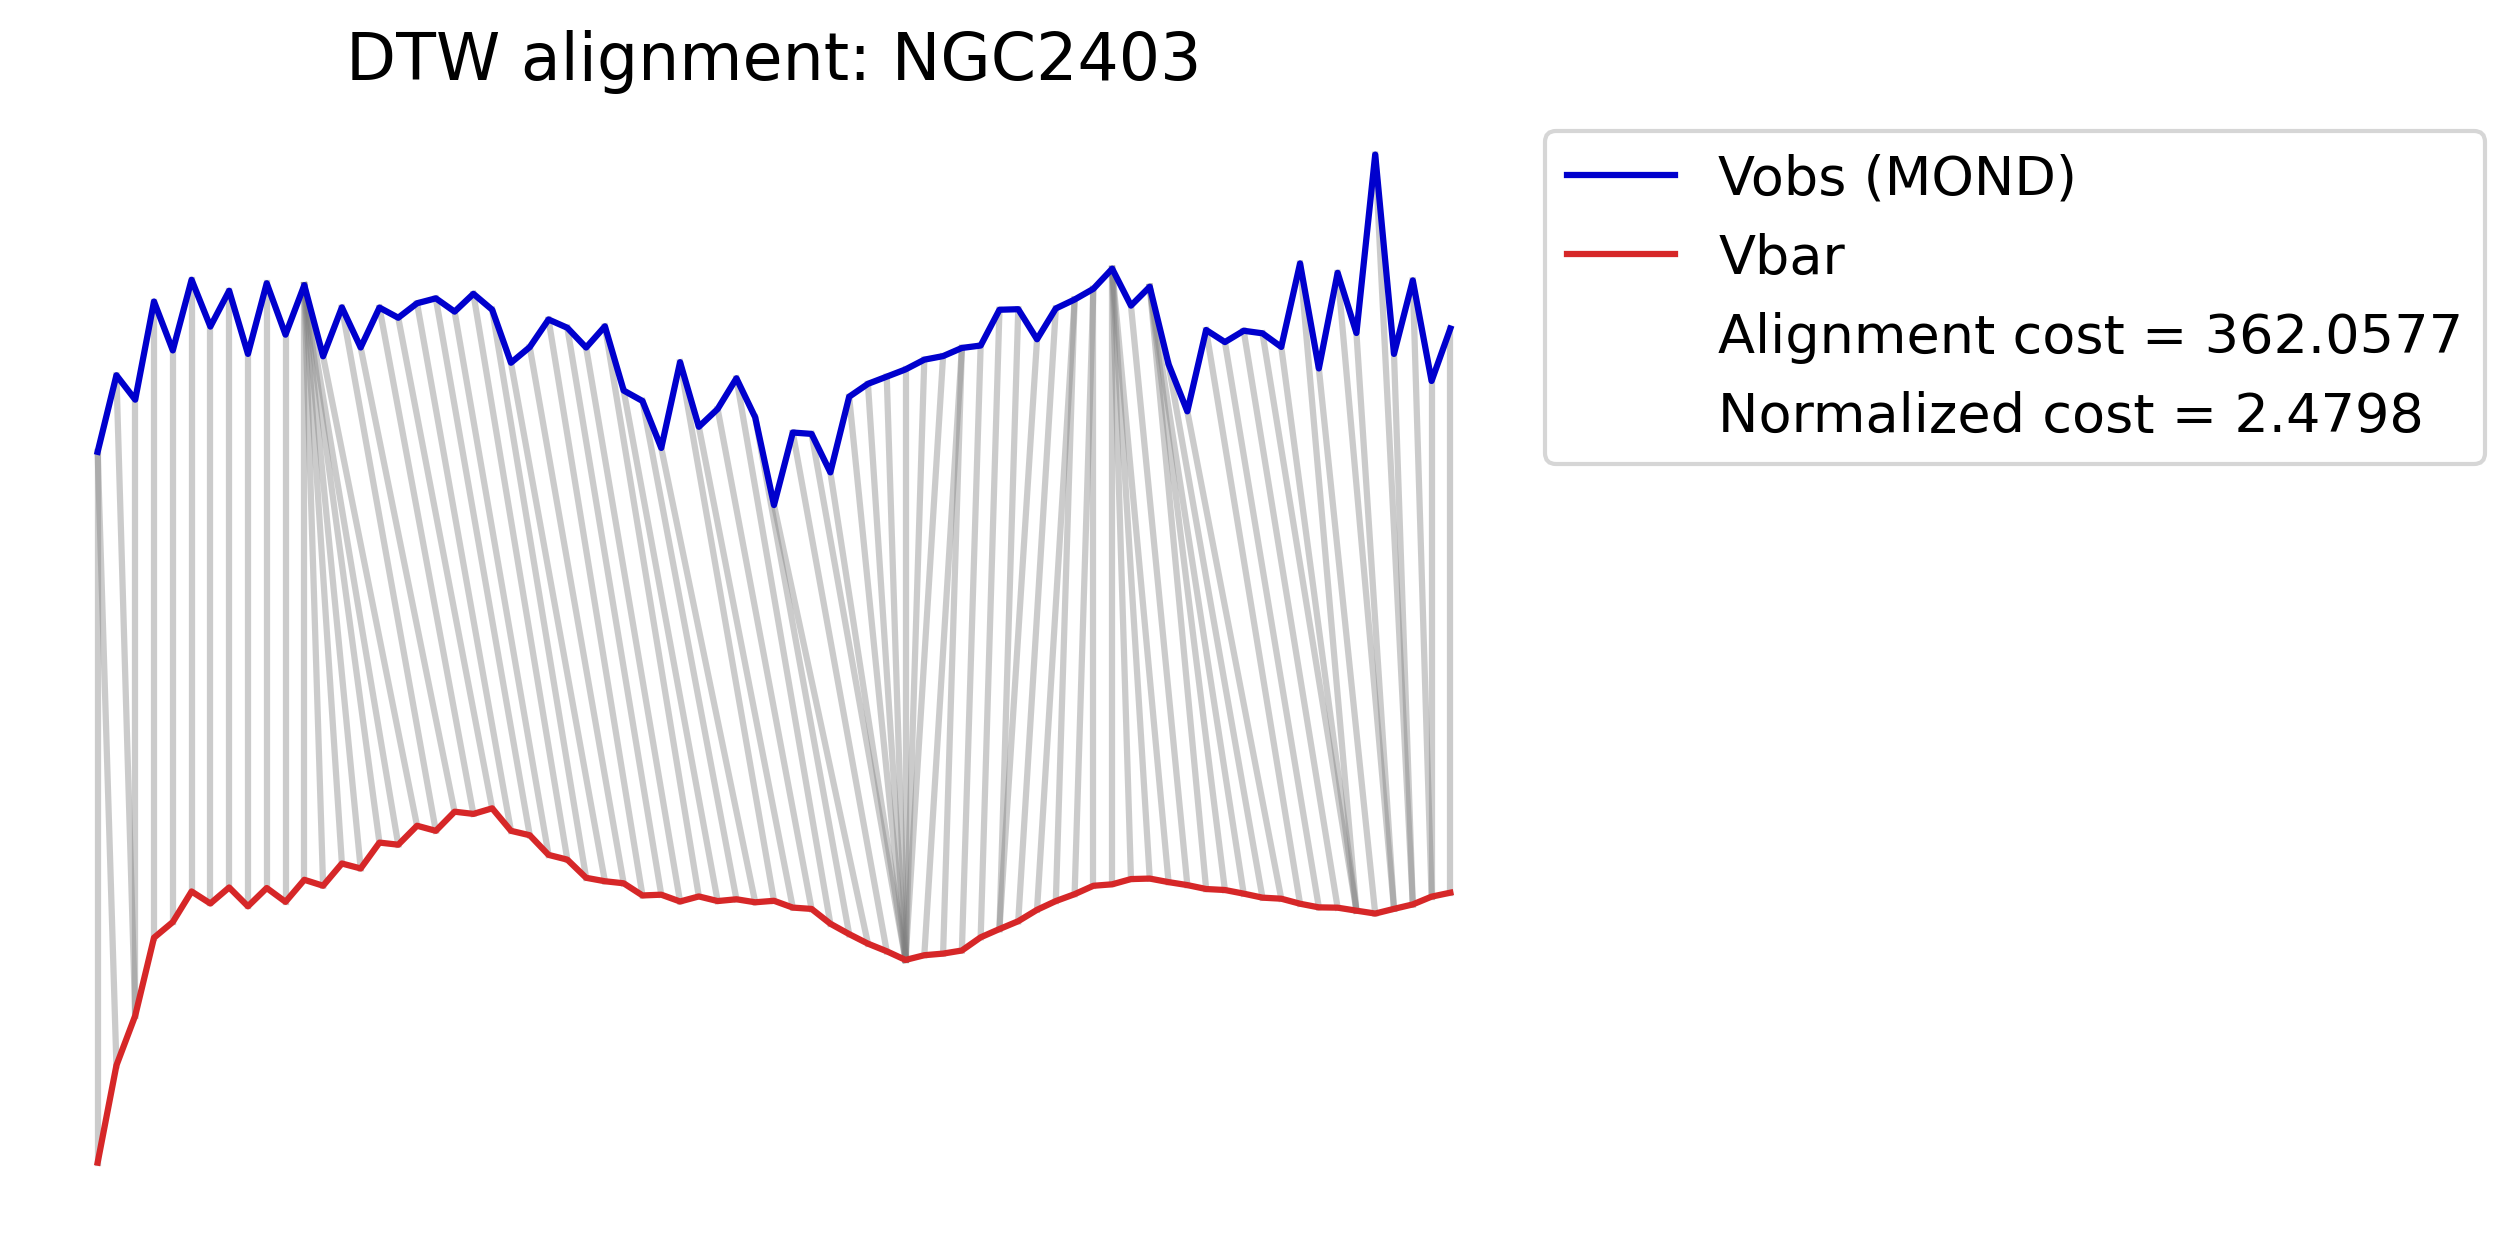 DTW alignment: NGC2403
Vobs (MOND)
Vbar
Alignment cost = 362.0577
Normalized cost = 2.4798